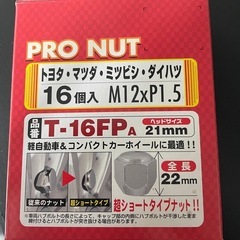 PRO NUT
トヨタ・マツダ・ミツビシ・ダイハツ
16個入 M12xP1.5
品番 T-16FPA ヘッドサイズ 21mm
軽自動車&コンパクトカーホイールに最適!!
全長
22mm
従来のナット
超ショートタイプ
超ショートタイプナット!!